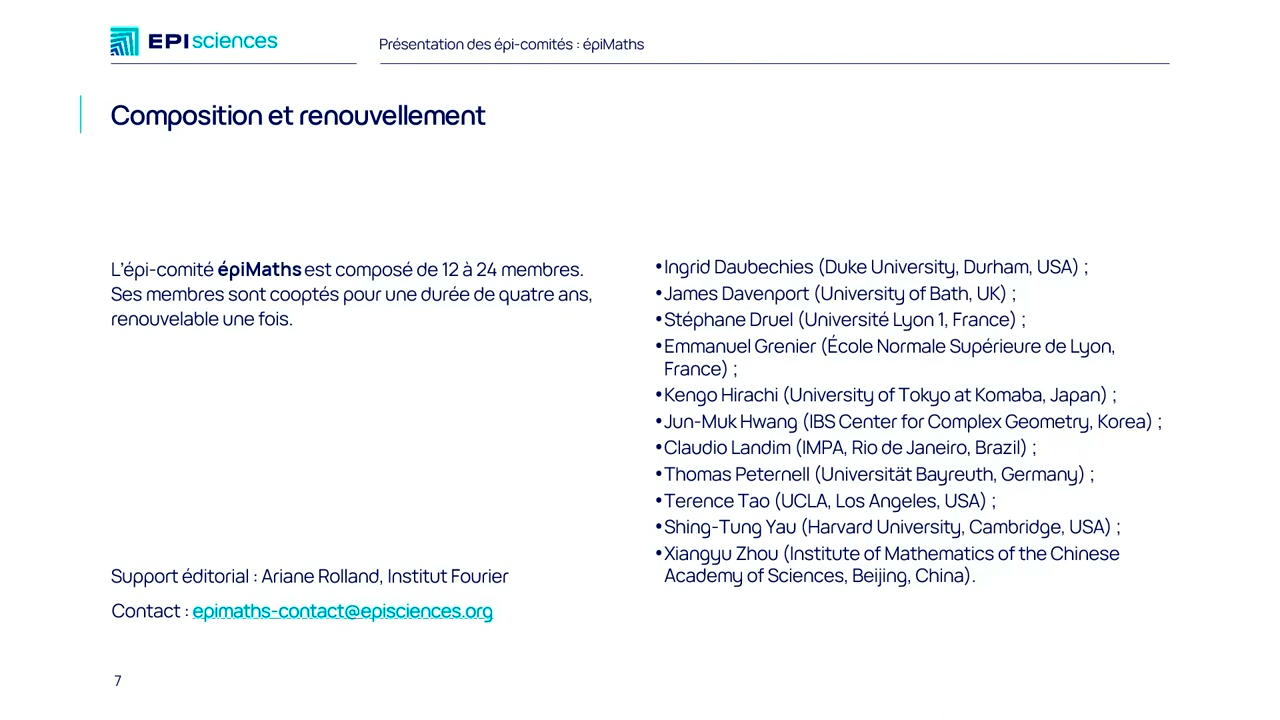 EPI sciences
Présentation des épi-comités : épiMaths
Composition et renouvellement
L'épi-comité épiMaths est composé de 12 à 24 membres.
Ses membres sont cooptés pour une durée de quatre ans,
renouvelable une fois.
Support éditorial : Ariane Rolland, Institut Fourier
Contact : epimaths-contact@episciences.org
•Ingrid Daubechies (Duke University, Durham, USA) ;
•James Davenport (University of Bath, UK) ;
•Stéphane Druel (Université Lyon 1, France) ;
•Emmanuel Grenier (École Normale Supérieure de Lyon,
France) ;
•Kengo Hirachi (University of Tokyo at Komaba, Japan) ;
•Jun-Muk Hwang (IBS Center for Complex Geometry, Korea) ;
•Claudio Landim (IMPA, Rio de Janeiro, Brazil) ;
•Thomas Peternell (Universität Bayreuth, Germany) ;
•Terence Tao (UCLA, Los Angeles, USA) ;
•Shing-Tung Yau (Harvard University, Cambridge, USA) ;
•Xiangyu Zhou (Institute of Mathematics of the Chinese
Academy of Sciences, Beijing, China).
7